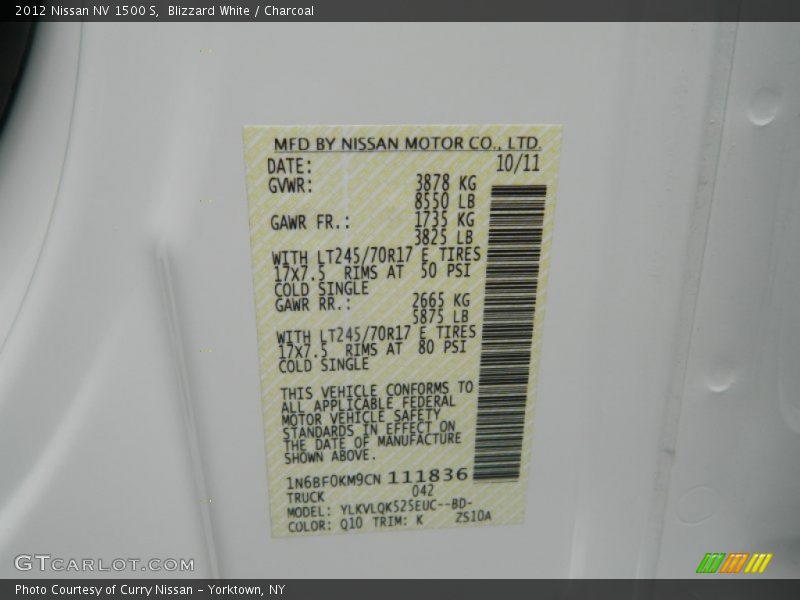 2012 Nissan NV 1500 S,  Blizzard White / Charcoal
MFD BY NISSAN MOTOR CO., LTD.
DATE: 10/11
GVWR: 3878 KG
8550 LB
GAWR FR.: 1735 KG
3825 LB
WITH LT245/70R17 E TIRES
17x7.5 RIMS AT 50 PSI
COLD SINGLE
GAWR RR.: 2665 KG
5875 LB
WITH LT245/70R17 E TIRES
17x7.5 RIMS AT 80 PSI
COLD SINGLE
THIS VEHICLE CONFORMS TO
ALL APPLICABLE FEDERAL
MOTOR VEHICLE SAFETY
STANDARDS IN EFFECT ON
THE DATE OF MANUFACTURE
SHOWN ABOVE.
1N6BF0KM9CN 111836
TRUCK 042
MODEL: YLKVLQK525EUC--BD-
COLOR: Q10 TRIM: K ZS10A
GTCARLOT.COM
Photo Courtesy of Curry Nissan - Yorktown, NY